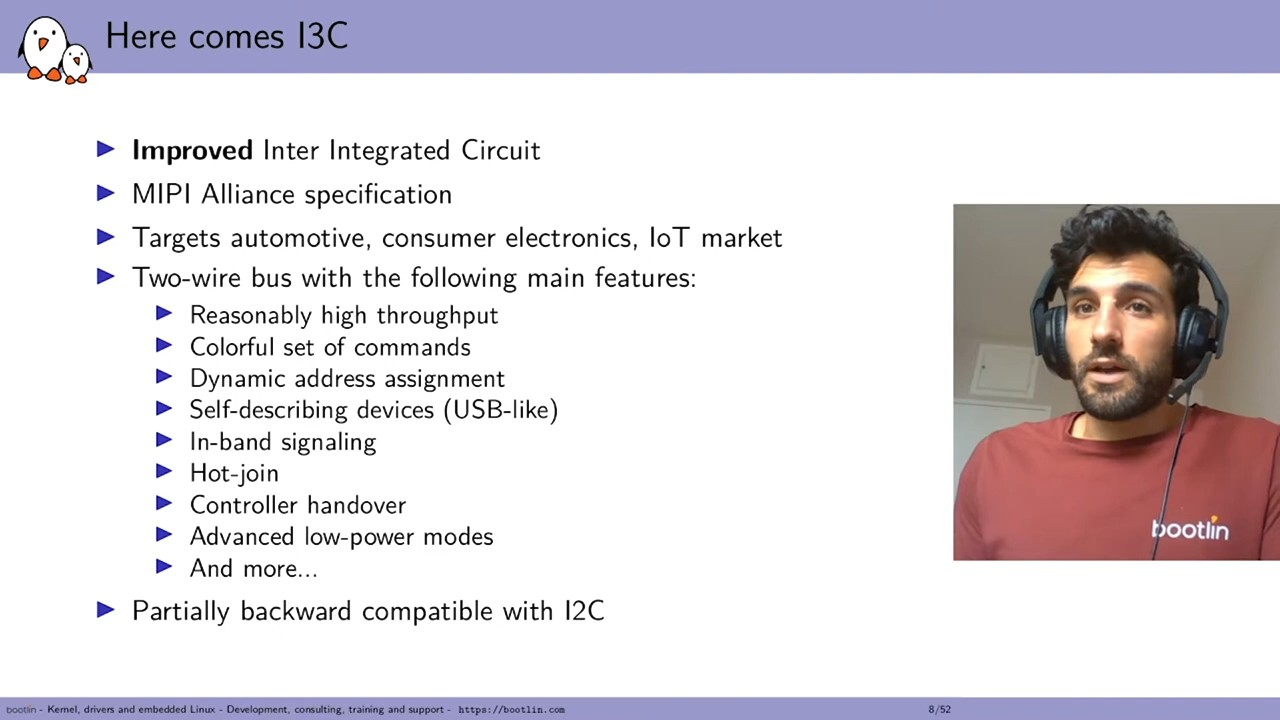 Here comes I3C
Improved Inter Integrated Circuit
MIPI Alliance specification
Targets automotive, consumer electronics, IoT market
Two-wire bus with the following main features:
Reasonably high throughput
Colorful set of commands
Dynamic address assignment
Self-describing devices (USB-like)
In-band signaling
Hot-join
Controller handover
Advanced low-power modes
And more...
Partially backward compatible with I2C
bootlin
bootlin - Kernel, drivers and embedded Linux - Development, consulting, training and support - https://bootlin.com
8/52